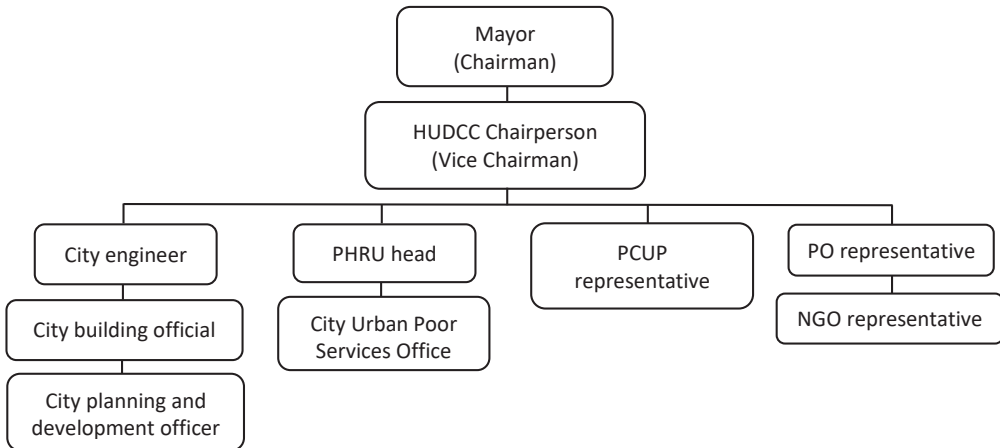 Mayor
(Chairman)
HUDCC Chairperson
(Vice Chairman)
City engineer
PHRU head
PCUP
representative
PO representative
City building official
City Urban Poor
Services Office
NGO representative
City planning and
development officer